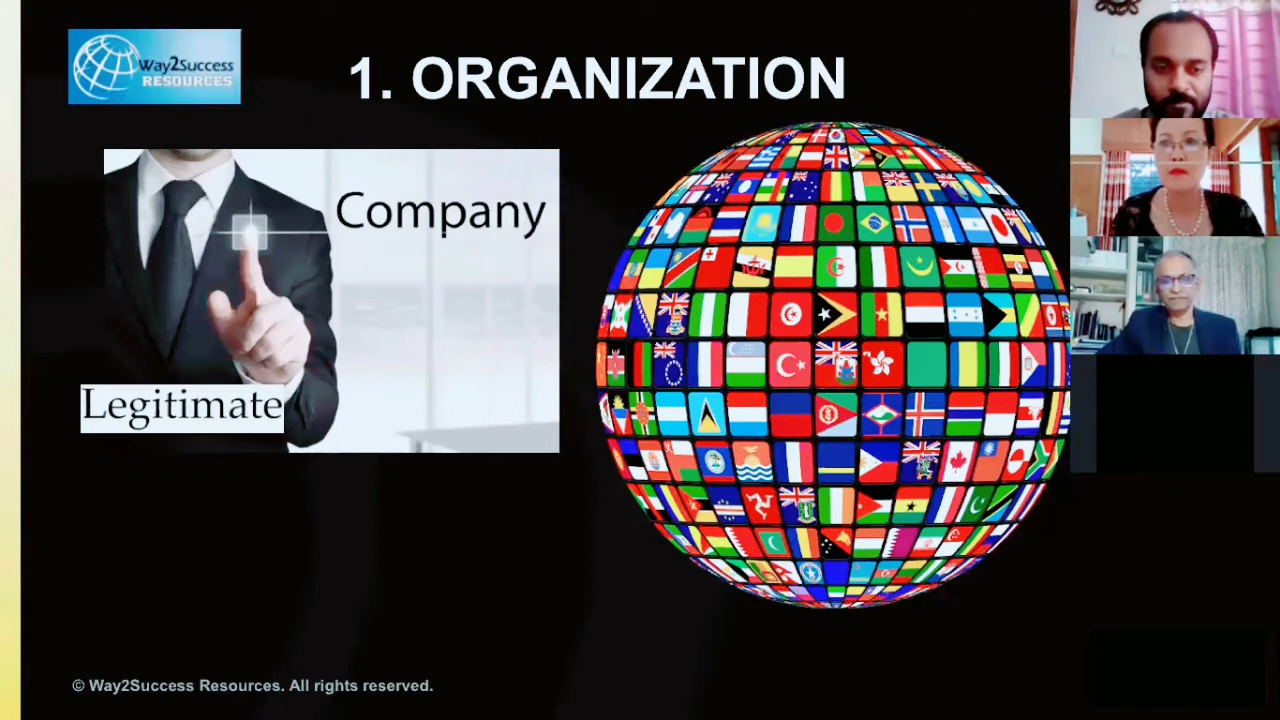 Way2Success
RESOURCES
1. ORGANIZATION
Company
Legitimate
© Way2Success Resources. All rights reserved.